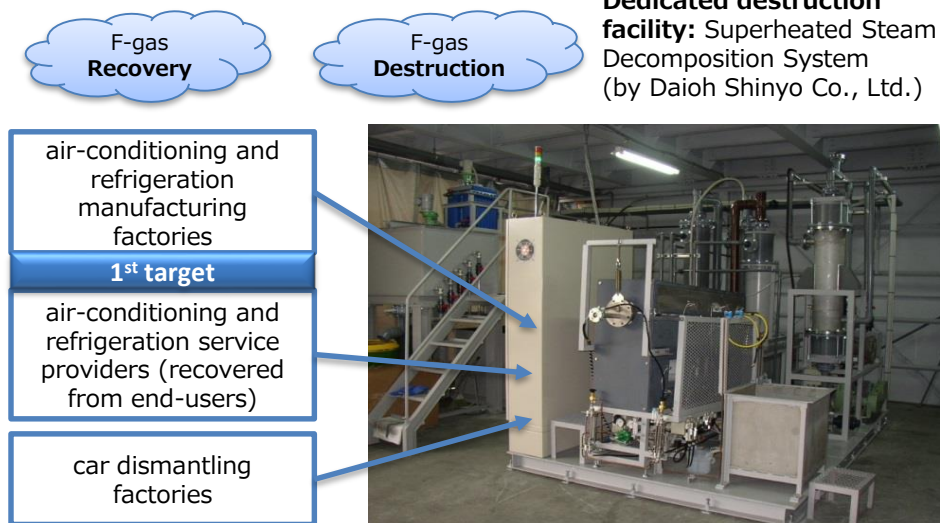 F-gas
Recovery
F-gas
Destruction
Dedicated destruction
facility: Superheated Steam
Decomposition System
(by Daioh Shinyo Co., Ltd.)
air-conditioning and
refrigeration
manufacturing
factories
1st target
air-conditioning and
refrigeration service
providers (recovered
from end-users)
car dismantling
factories